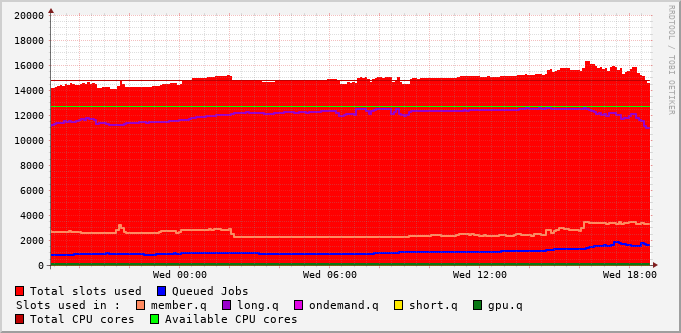 20000
18000
16000
14000
12000
10000
8000
6000
4000
2000
0
Wed 00:00 Wed 06:00 Wed 12:00 Wed 18:00
Total slots used Queued Jobs
Slots used in : member.q long.q ondemand.q short.q gpu.q
Total CPU cores Available CPU cores
RRDTOOL / TOBI OETIKER